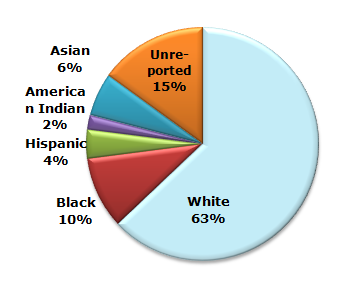 Asian
6%
Unre-
ported
15%
America
n Indian
2%
Hispanic
4%
Black
10%
White
63%